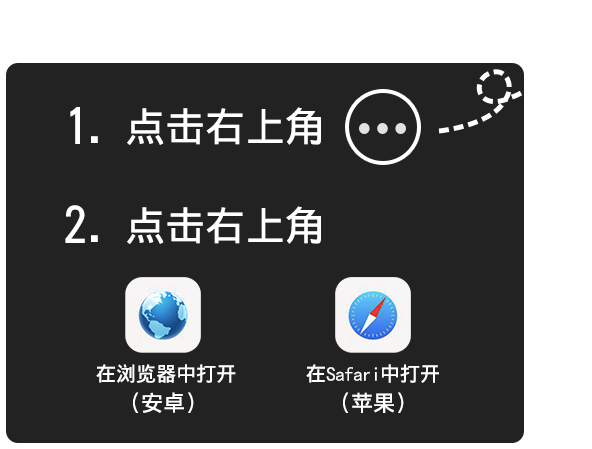 1. 点击右上角
2. 点击右上角
在浏览器中打开
（安卓）
在Safari中打开
（苹果）